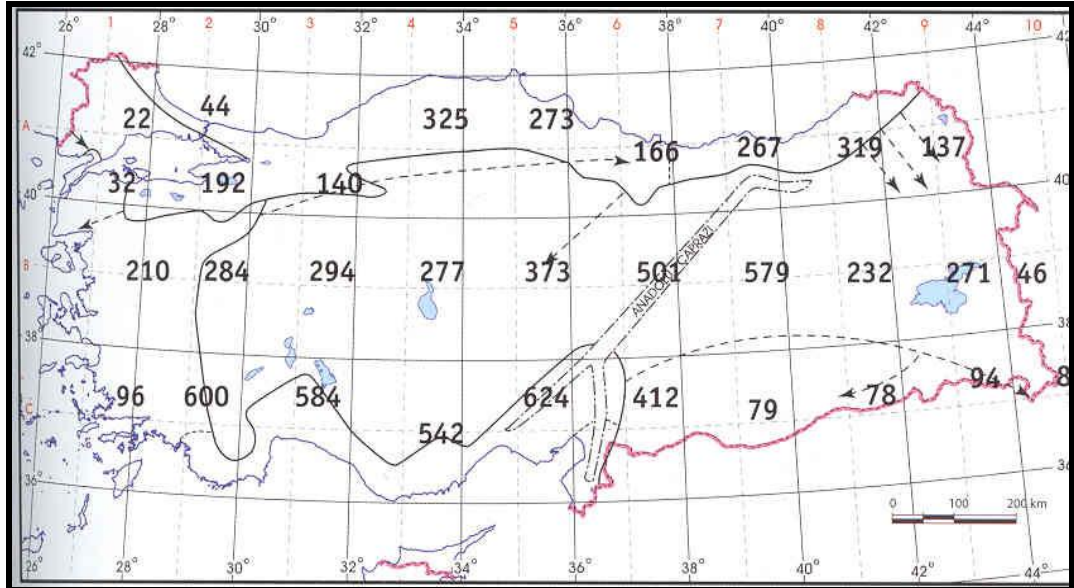 26° 1 28° 2 30° 3 32° 4 34° 5 36° 6 38° 7 40° 8 42° 9 44° 10
42°
44
22 325 273
A
166 267 319 137
32 192 140
40° 40
210 284 294 277 373 501 579 232 271 46
B
ANADOLU ÇAPRAZI
38° 38
96 600 584 624 412 79 78 94 8
C
542
36° 36
0 100 200 km
26° 28° 30° 32° 34° 36° 38° 40° 42° 44°